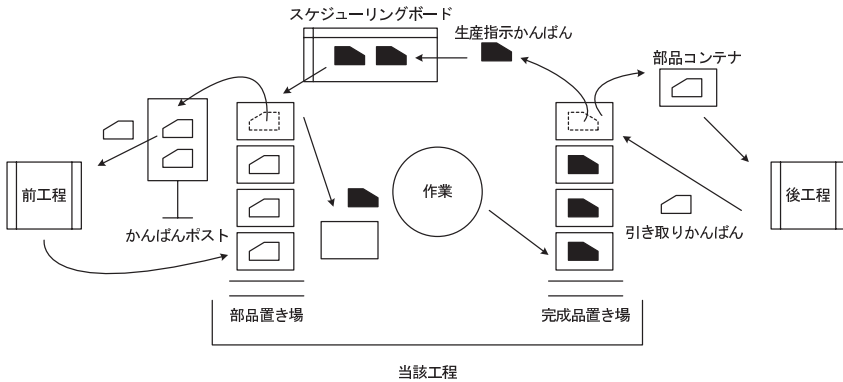 スケジューリングボード
生産指示かんばん
部品コンテナ
前工程
作業
後工程
かんばんポスト
引き取りかんばん
部品置き場
完成品置き場
当該工程